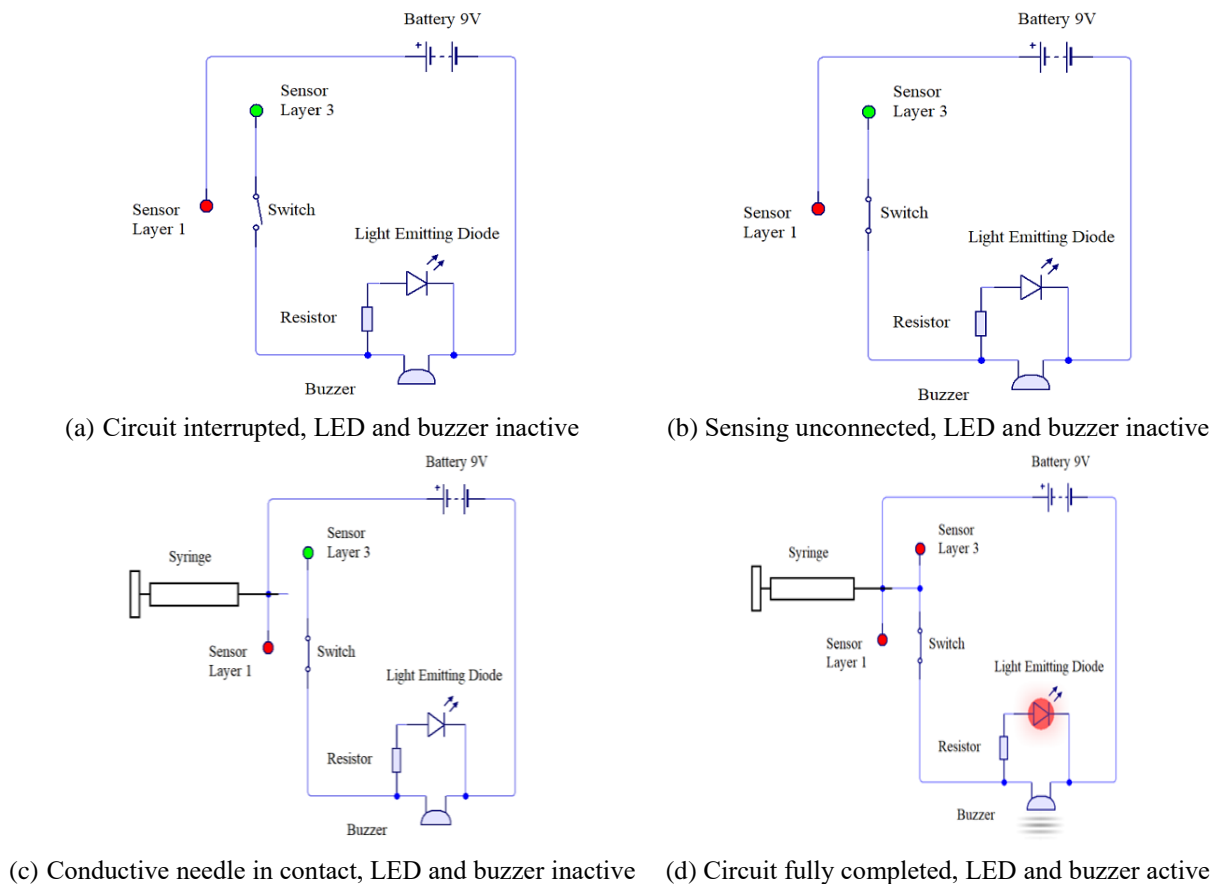 Battery 9V
+
Sensor
Layer 3
Sensor
Layer 1
Switch
Light Emitting Diode
Resistor
Buzzer
(a) Circuit interrupted, LED and buzzer inactive
Battery 9V
+
Sensor
Layer 3
Sensor
Layer 1
Switch
Light Emitting Diode
Resistor
Buzzer
(b) Sensing unconnected, LED and buzzer inactive
Battery 9V
+
Sensor
Layer 3
Syringe
Sensor
Layer 1
Switch
Light Emitting Diode
Resistor
Buzzer
(c) Conductive needle in contact, LED and buzzer inactive
Battery 9V
+
Sensor
Layer 3
Syringe
Sensor
Layer 1
Switch
Light Emitting Diode
Resistor
Buzzer
(d) Circuit fully completed, LED and buzzer active